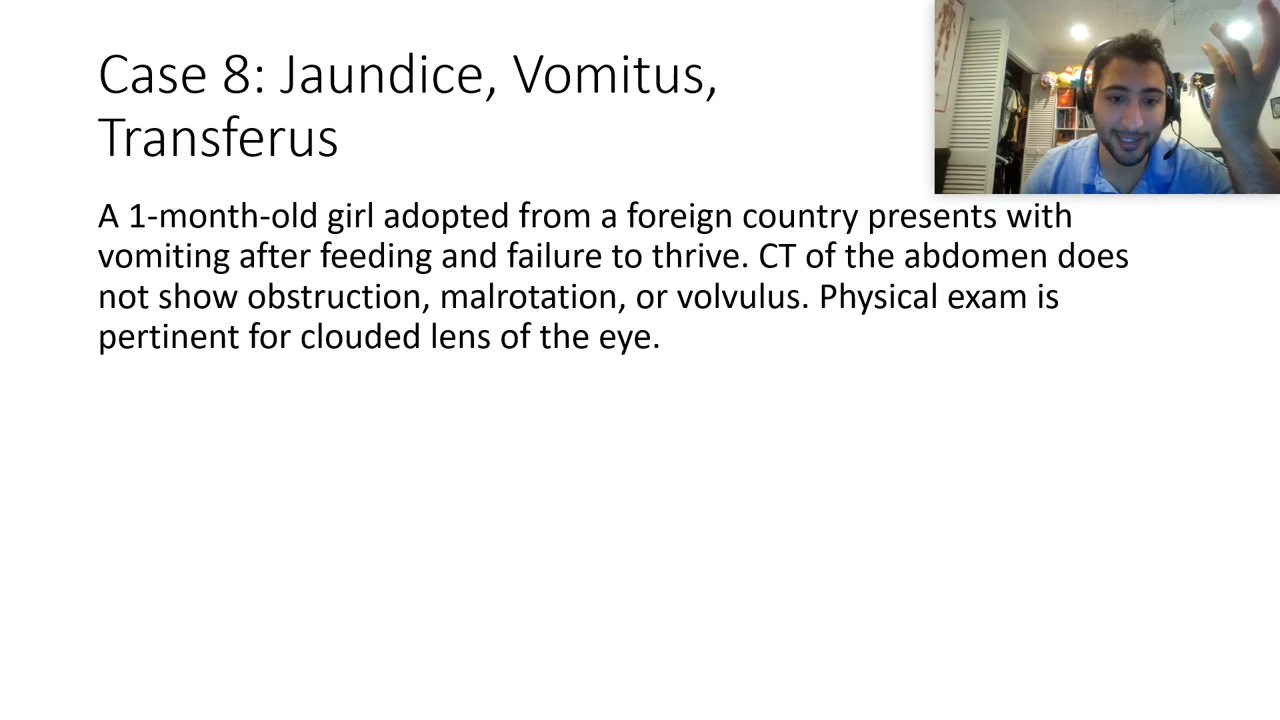 Case 8: Jaundice, Vomitus,
Transferus
A 1-month-old girl adopted from a foreign country presents with
vomiting after feeding and failure to thrive. CT of the abdomen does
not show obstruction, malrotation, or volvulus. Physical exam is
pertinent for clouded lens of the eye.